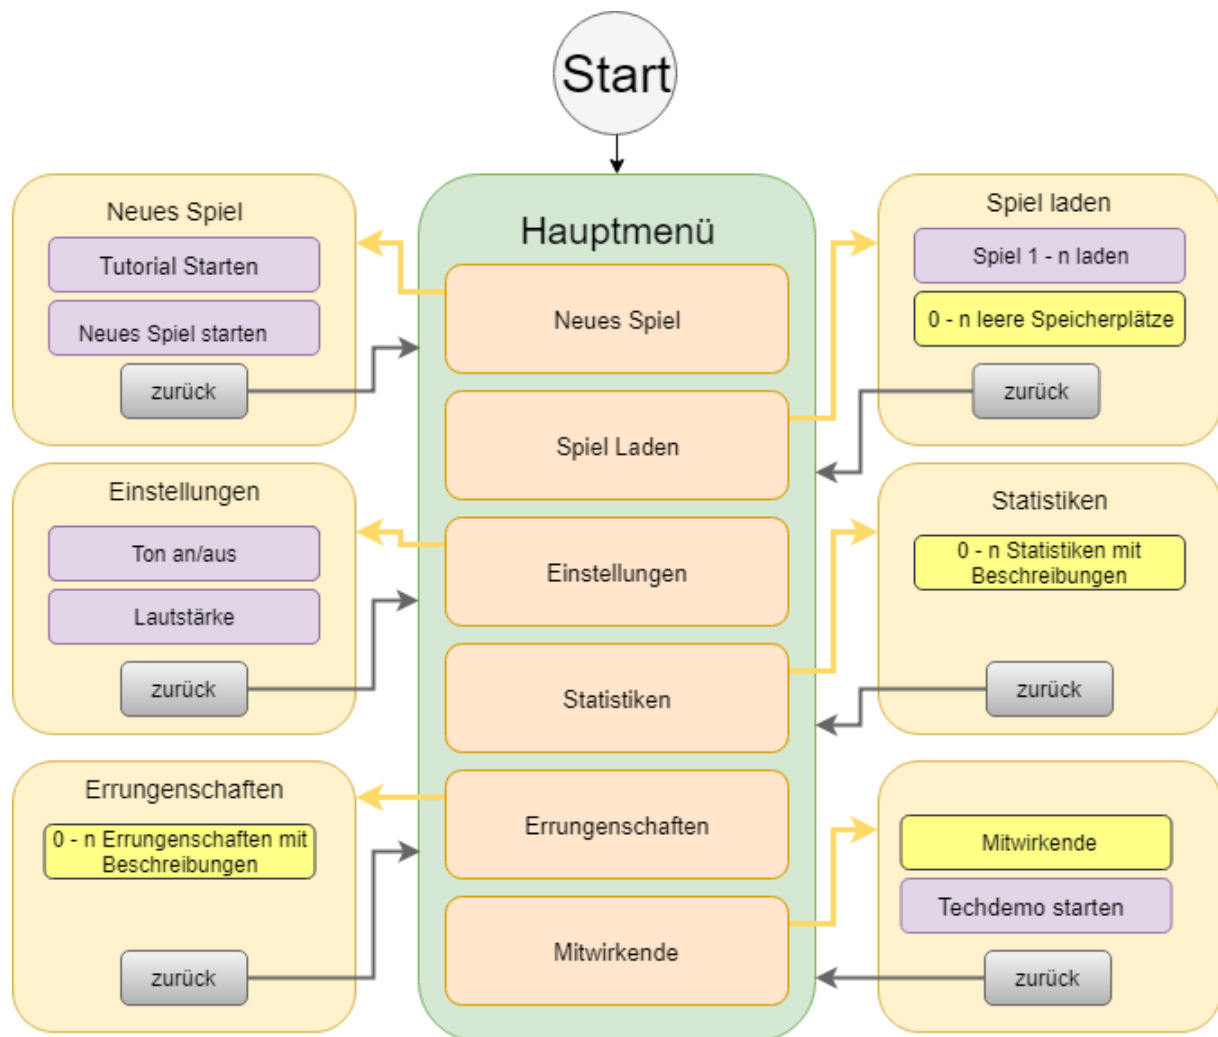 Start
Neues Spiel
Tutorial Starten
Neues Spiel starten
zurück
Hauptmenü
Neues Spiel
Spiel Laden
Einstellungen
Statistiken
Errungenschaften
Mitwirkende
Spiel laden
Spiel 1 - n laden
0 - n leere Speicherplätze
zurück
Einstellungen
Ton an/aus
Lautstärke
zurück
Statistiken
0 - n Statistiken mit
Beschreibungen
zurück
Errungenschaften
0 - n Errungenschaften mit
Beschreibungen
zurück
Mitwirkende
Techdemo starten
zurück